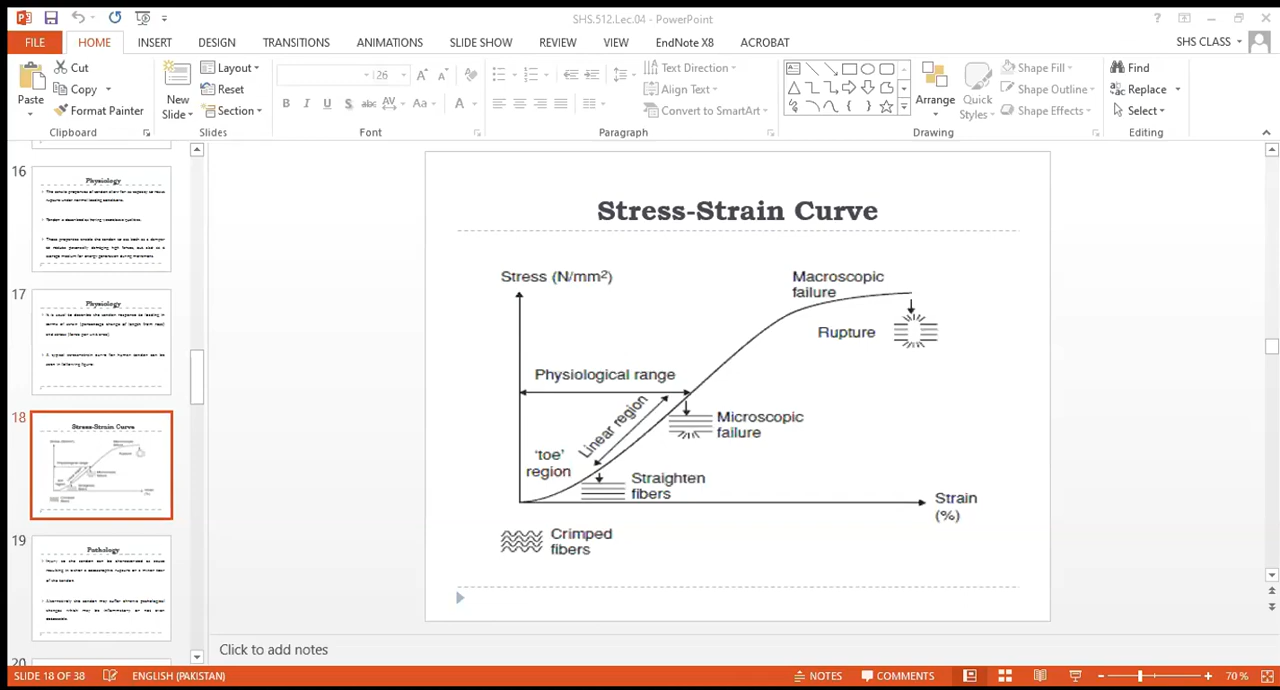 SHS.512.Lec.04 - PowerPoint
FILE HOME INSERT DESIGN TRANSITIONS ANIMATIONS SLIDE SHOW REVIEW VIEW EndNote X8 ACROBAT SHS CLASS
Paste
Cut
Copy
Format Painter
Clipboard
New
Slide
Layout
Reset
Section
Slides
26
B I U S abc AV Aa A
Font
Text Direction
Align Text
Convert to SmartArt
Paragraph
Arrange
Quick
Styles
Shape Fill
Shape Outline
Shape Effects
Drawing
Find
Replace
Select
Editing
16
Physiology
17
Physiology
18
Stress-Strain Curve
19
Pathology
20
Stress-Strain Curve
Stress (N/mm2)
Macroscopic
failure
Rupture
Physiological range
Linear region
Microscopic
failure
'toe'
region
Straighten
fibers
Strain
(%)
Crimped
fibers
Click to add notes
SLIDE 18 OF 38 ENGLISH (PAKISTAN) NOTES COMMENTS 70 %